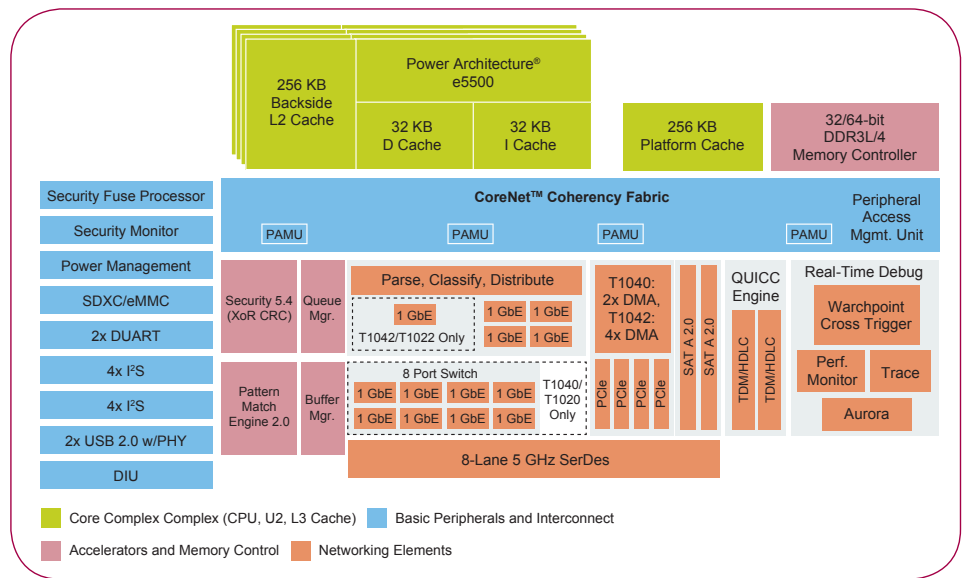 256 KB
Backside
L2 Cache
Power Architecture®
e5500
32 KB
D Cache
32 KB
I Cache
256 KB
Platform Cache
32/64-bit
DDR3L/4
Memory Controller
Security Fuse Processor
Security Monitor
Power Management
SDXC/eMMC
2x DUART
4x I²S
4x I²S
2x USB 2.0 w/PHY
DIU
CoreNet™ Coherency Fabric
PAMU
PAMU
PAMU
PAMU
Peripheral
Access
Mgmt. Unit
Security 5.4
(XoR CRC)
Queue
Mgr.
Parse, Classify, Distribute
1 GbE
T1042/T1022 Only
1 GbE
1 GbE
1 GbE
1 GbE
Pattern
Match
Engine 2.0
Buffer
Mgr.
8 Port Switch
1 GbE
1 GbE
1 GbE
1 GbE
1 GbE
1 GbE
1 GbE
1 GbE
T1040/
T1020
Only
T1040:
2x DMA,
T1042:
4x DMA
PCIe
PCIe
PCIe
PCIe
SAT A 2.0
SAT A 2.0
8-Lane 5 GHz SerDes
QUICC
Engine
TDM/HDLC
TDM/HDLC
Real-Time Debug
Warchpoint
Cross Trigger
Perf.
Monitor
Trace
Aurora
Core Complex Complex (CPU, U2, L3 Cache)
Basic Peripherals and Interconnect
Accelerators and Memory Control
Networking Elements